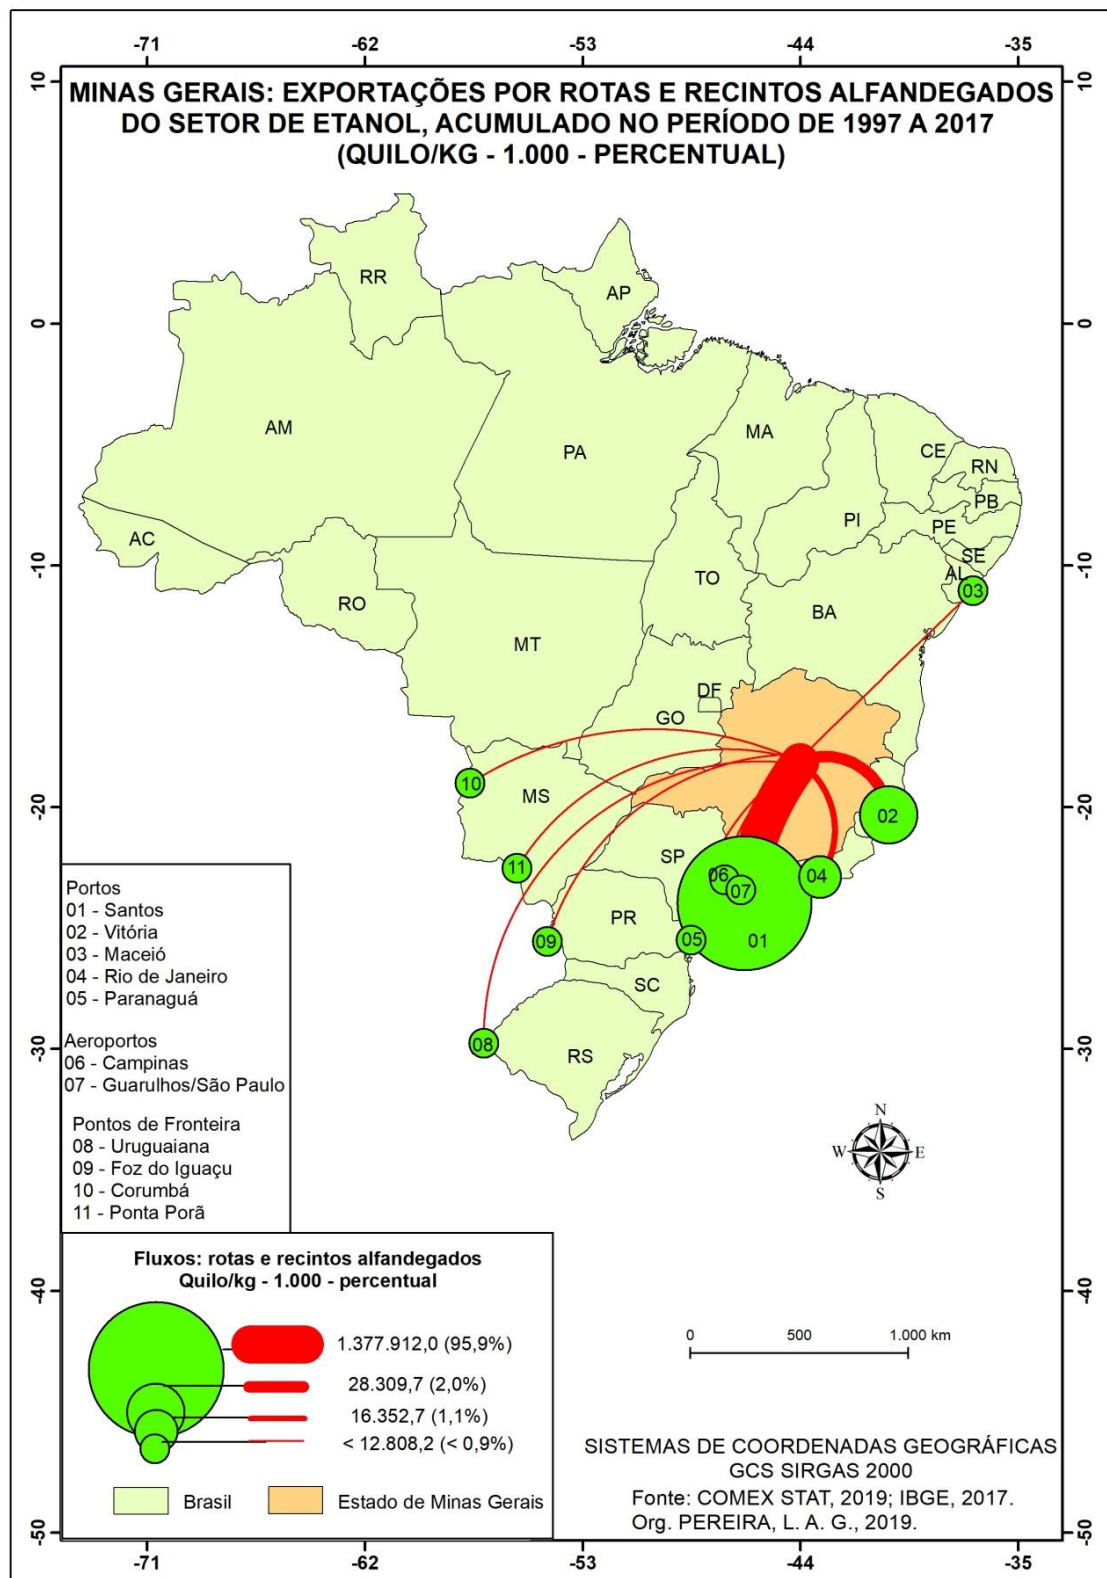 -71 -62 -53 -44 -35
10 10
MINAS GERAIS: EXPORTAÇÕES POR ROTAS E RECINTOS ALFANDEGADOS
DO SETOR DE ETANOL, ACUMULADO NO PERÍODO DE 1997 A 2017
(QUILO/KG - 1.000 - PERCENTUAL)
RR
AP
0 0
AM
PA
MA
CE
RN
PB
PI
PE
AC
SE
-10 -10
AL
TO
RO
03
BA
MT
DF
GO
10
MS
-20 -20
02
SP
11
06
04
07
PR
05
01
09
SC
08
RS
-30 -30
Portos
01 - Santos
02 - Vitória
03 - Maceió
04 - Rio de Janeiro
05 - Paranaguá
Aeroportos
06 - Campinas
07 - Guarulhos/São Paulo
Pontos de Fronteira
08 - Uruguaiana
09 - Foz do Iguaçu
10 - Corumbá
11 - Ponta Porã
N
W E
S
Fluxos: rotas e recintos alfandegados
Quilo/kg - 1.000 - percentual
1.377.912,0 (95,9%)
28.309,7 (2,0%)
16.352,7 (1,1%)
< 12.808,2 (< 0,9%)
Brasil
Estado de Minas Gerais
-40 -40
0 500 1.000 km
SISTEMAS DE COORDENADAS GEOGRÁFICAS
GCS SIRGAS 2000
Fonte: COMEX STAT, 2019; IBGE, 2017.
Org. PEREIRA, L. A. G., 2019.
-50 -50
-71 -62 -53 -44 -35